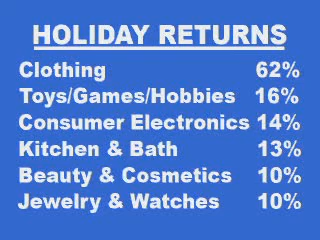 HOLIDAY RETURNS
Clothing 62%
Toys/Games/Hobbies 16%
Consumer Electronics 14%
Kitchen & Bath 13%
Beauty & Cosmetics 10%
Jewelry & Watches 10%